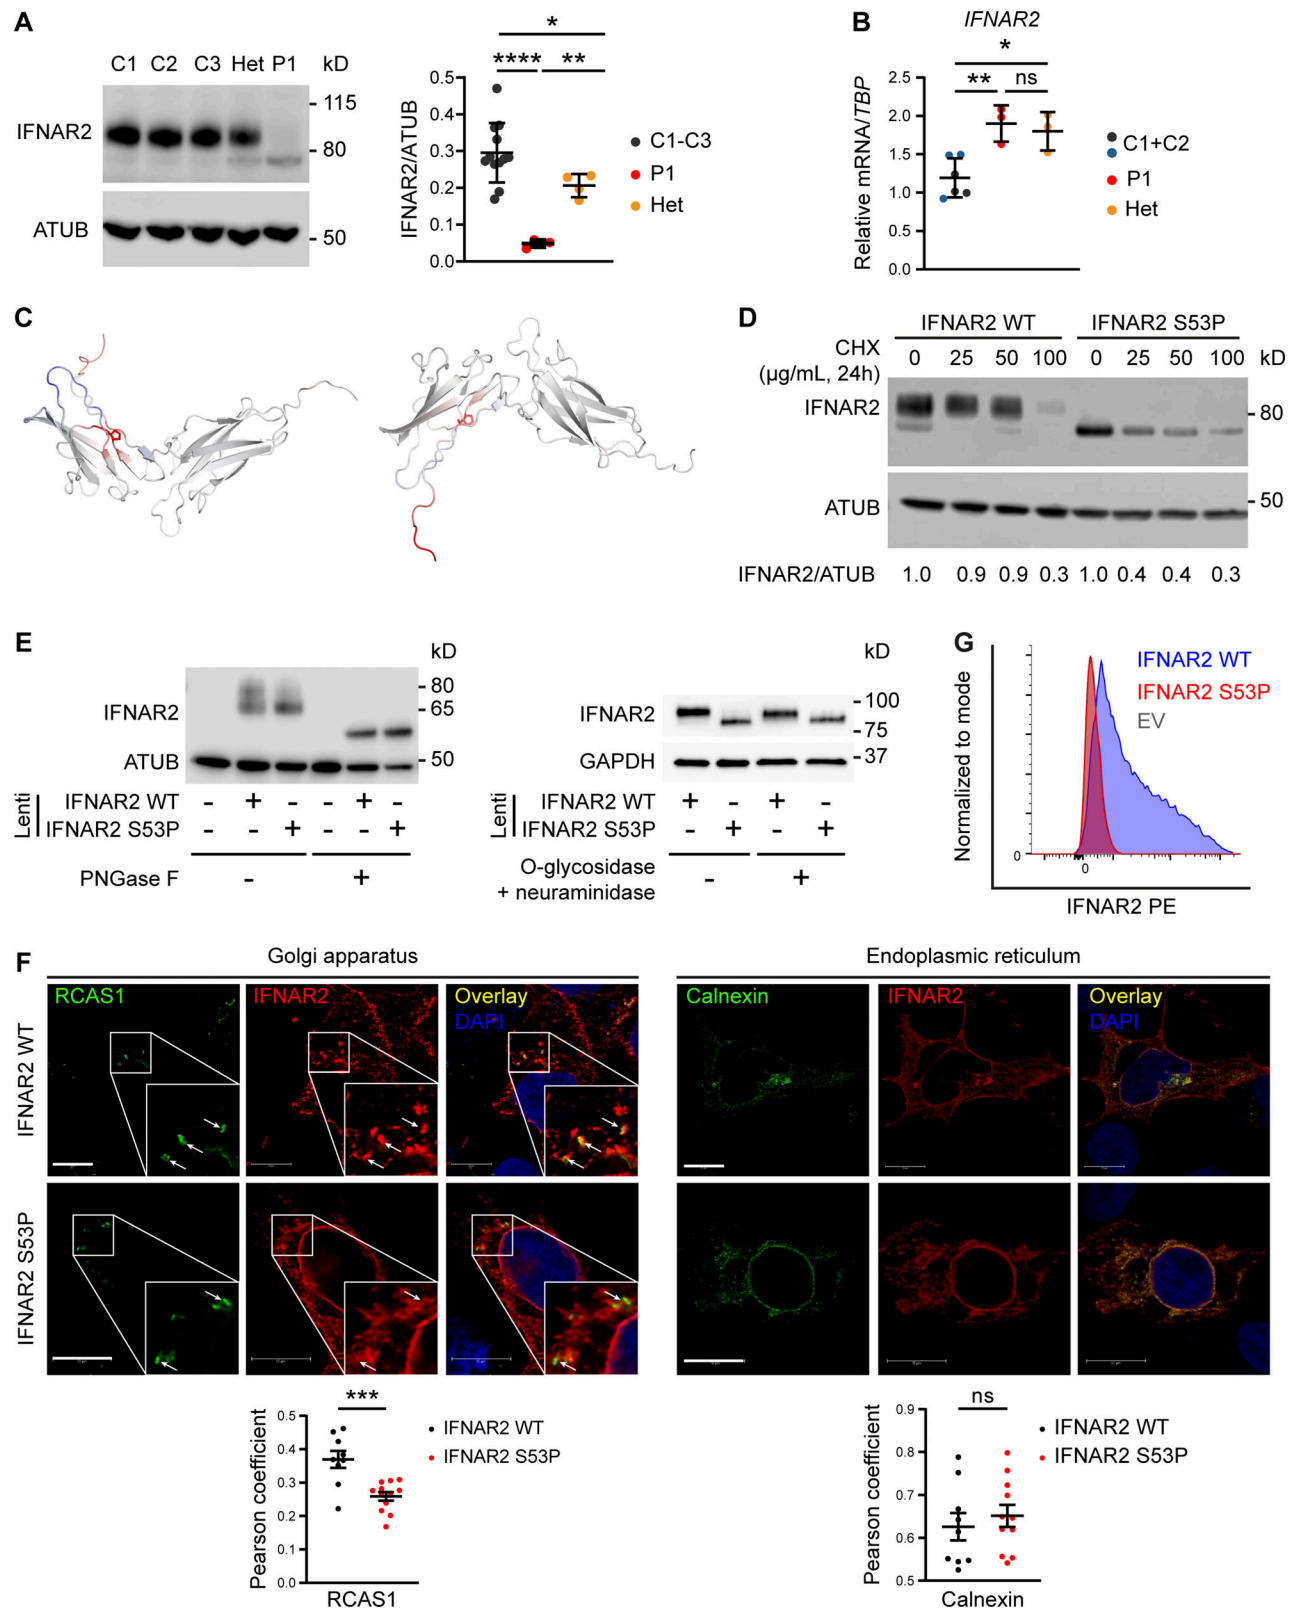 A
C1 C2 C3 Het P1 kD
IFNAR2
115
80
ATUB
50
* 
**** **
IFNAR2/ATUB
0.5
0.4
0.3
0.2
0.1
0.0
C1-C3
P1
Het
B
IFNAR2
*
** ns
Relative mRNA/TBP
2.5
2.0
1.5
1.0
0.5
0.0
C1+C2
P1
Het
C
D
IFNAR2 WT IFNAR2 S53P
CHX 0 25 50 100 0 25 50 100 kD
(µg/mL, 24h)
IFNAR2
80
ATUB
50
IFNAR2/ATUB 1.0 0.9 0.9 0.3 1.0 0.4 0.4 0.3
E
kD
80
IFNAR2
65
ATUB
50
Lenti
IFNAR2 WT - + - - + -
IFNAR2 S53P - - + - - +
PNGase F - +
kD
100
IFNAR2
75
37
GAPDH
Lenti
IFNAR2 WT + - + -
IFNAR2 S53P - + - +
O-glycosidase
+ neuraminidase - +
G
Normalized to mode
IFNAR2 WT
IFNAR2 S53P
EV
0
0
IFNAR2 PE
F
Golgi apparatus
Endoplasmic reticulum
IFNAR2 WT
RCAS1 IFNAR2 Overlay
DAPI
Calnexin IFNAR2 Overlay
DAPI
IFNAR2 S53P
***
Pearson coefficient
0.5
0.4
0.3
0.2
0.1
0.0
RCAS1
IFNAR2 WT
IFNAR2 S53P
ns
Pearson coefficient
0.9
0.8
0.7
0.6
0.5
Calnexin
IFNAR2 WT
IFNAR2 S53P